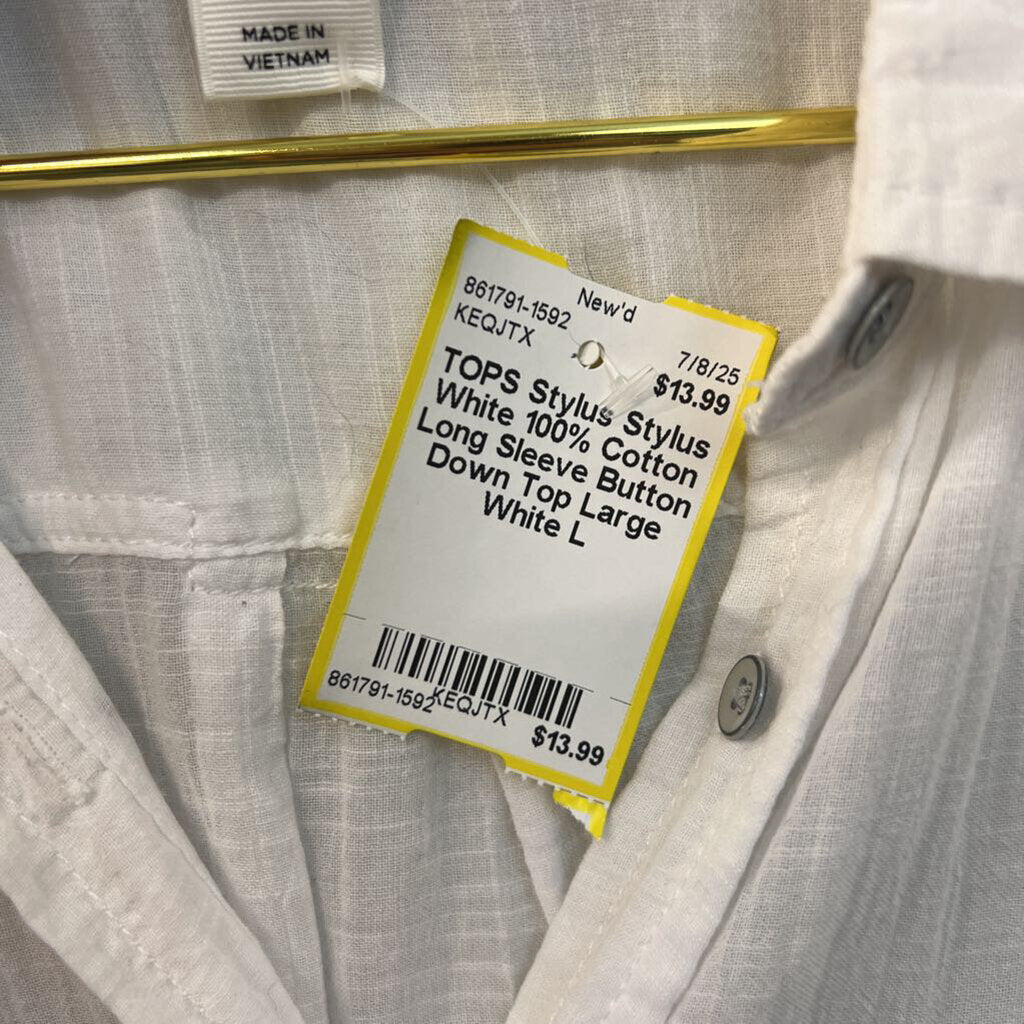 MADE IN
VIETNAM
New'd
861791-1592
KEQJTX
7/8/25
$13.99
TOPS Stylus Stylus
White 100% Cotton
Long Sleeve Button
Down Top Large
White L
861791-1592
KEQJTX
$13.99